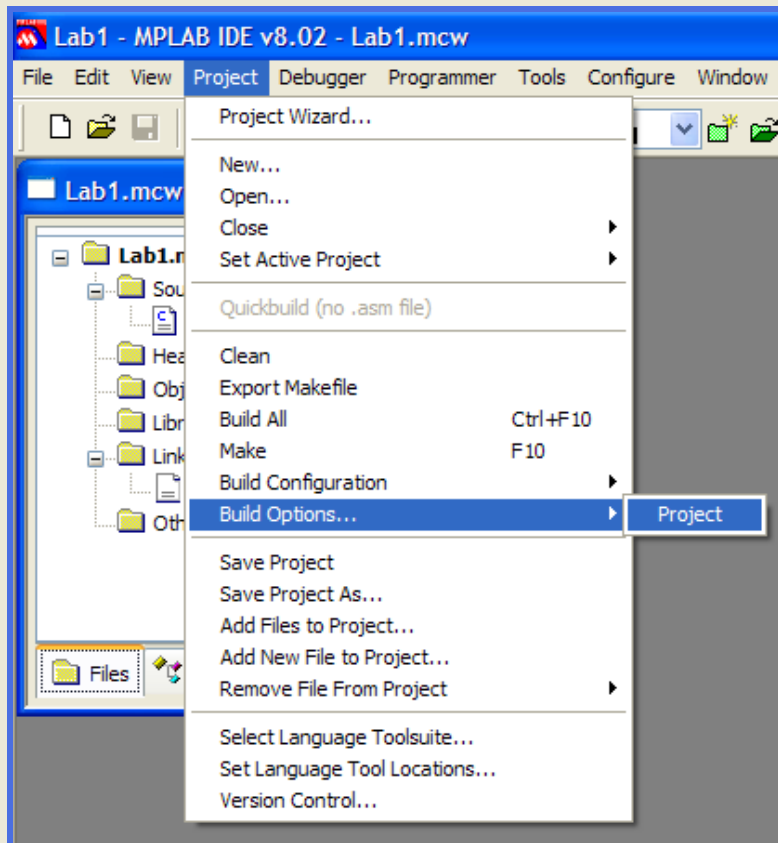 Lab1 - MPLAB IDE v8.02 - Lab1.mcw
File Edit View Project Debugger Programmer Tools Configure Window
Project Wizard...
New...
Open...
Close
Set Active Project
Quickbuild (no .asm file)
Clean
Export Makefile
Build All Ctrl+F10
Make F10
Build Configuration
Build Options... Project
Save Project
Save Project As...
Add Files to Project...
Add New File to Project...
Remove File From Project
Select Language Toolsuite...
Set Language Tool Locations...
Version Control...
Lab1.mcw
Lab1.m
Sou
Hea
Obj
Libr
Link
Oth
Files